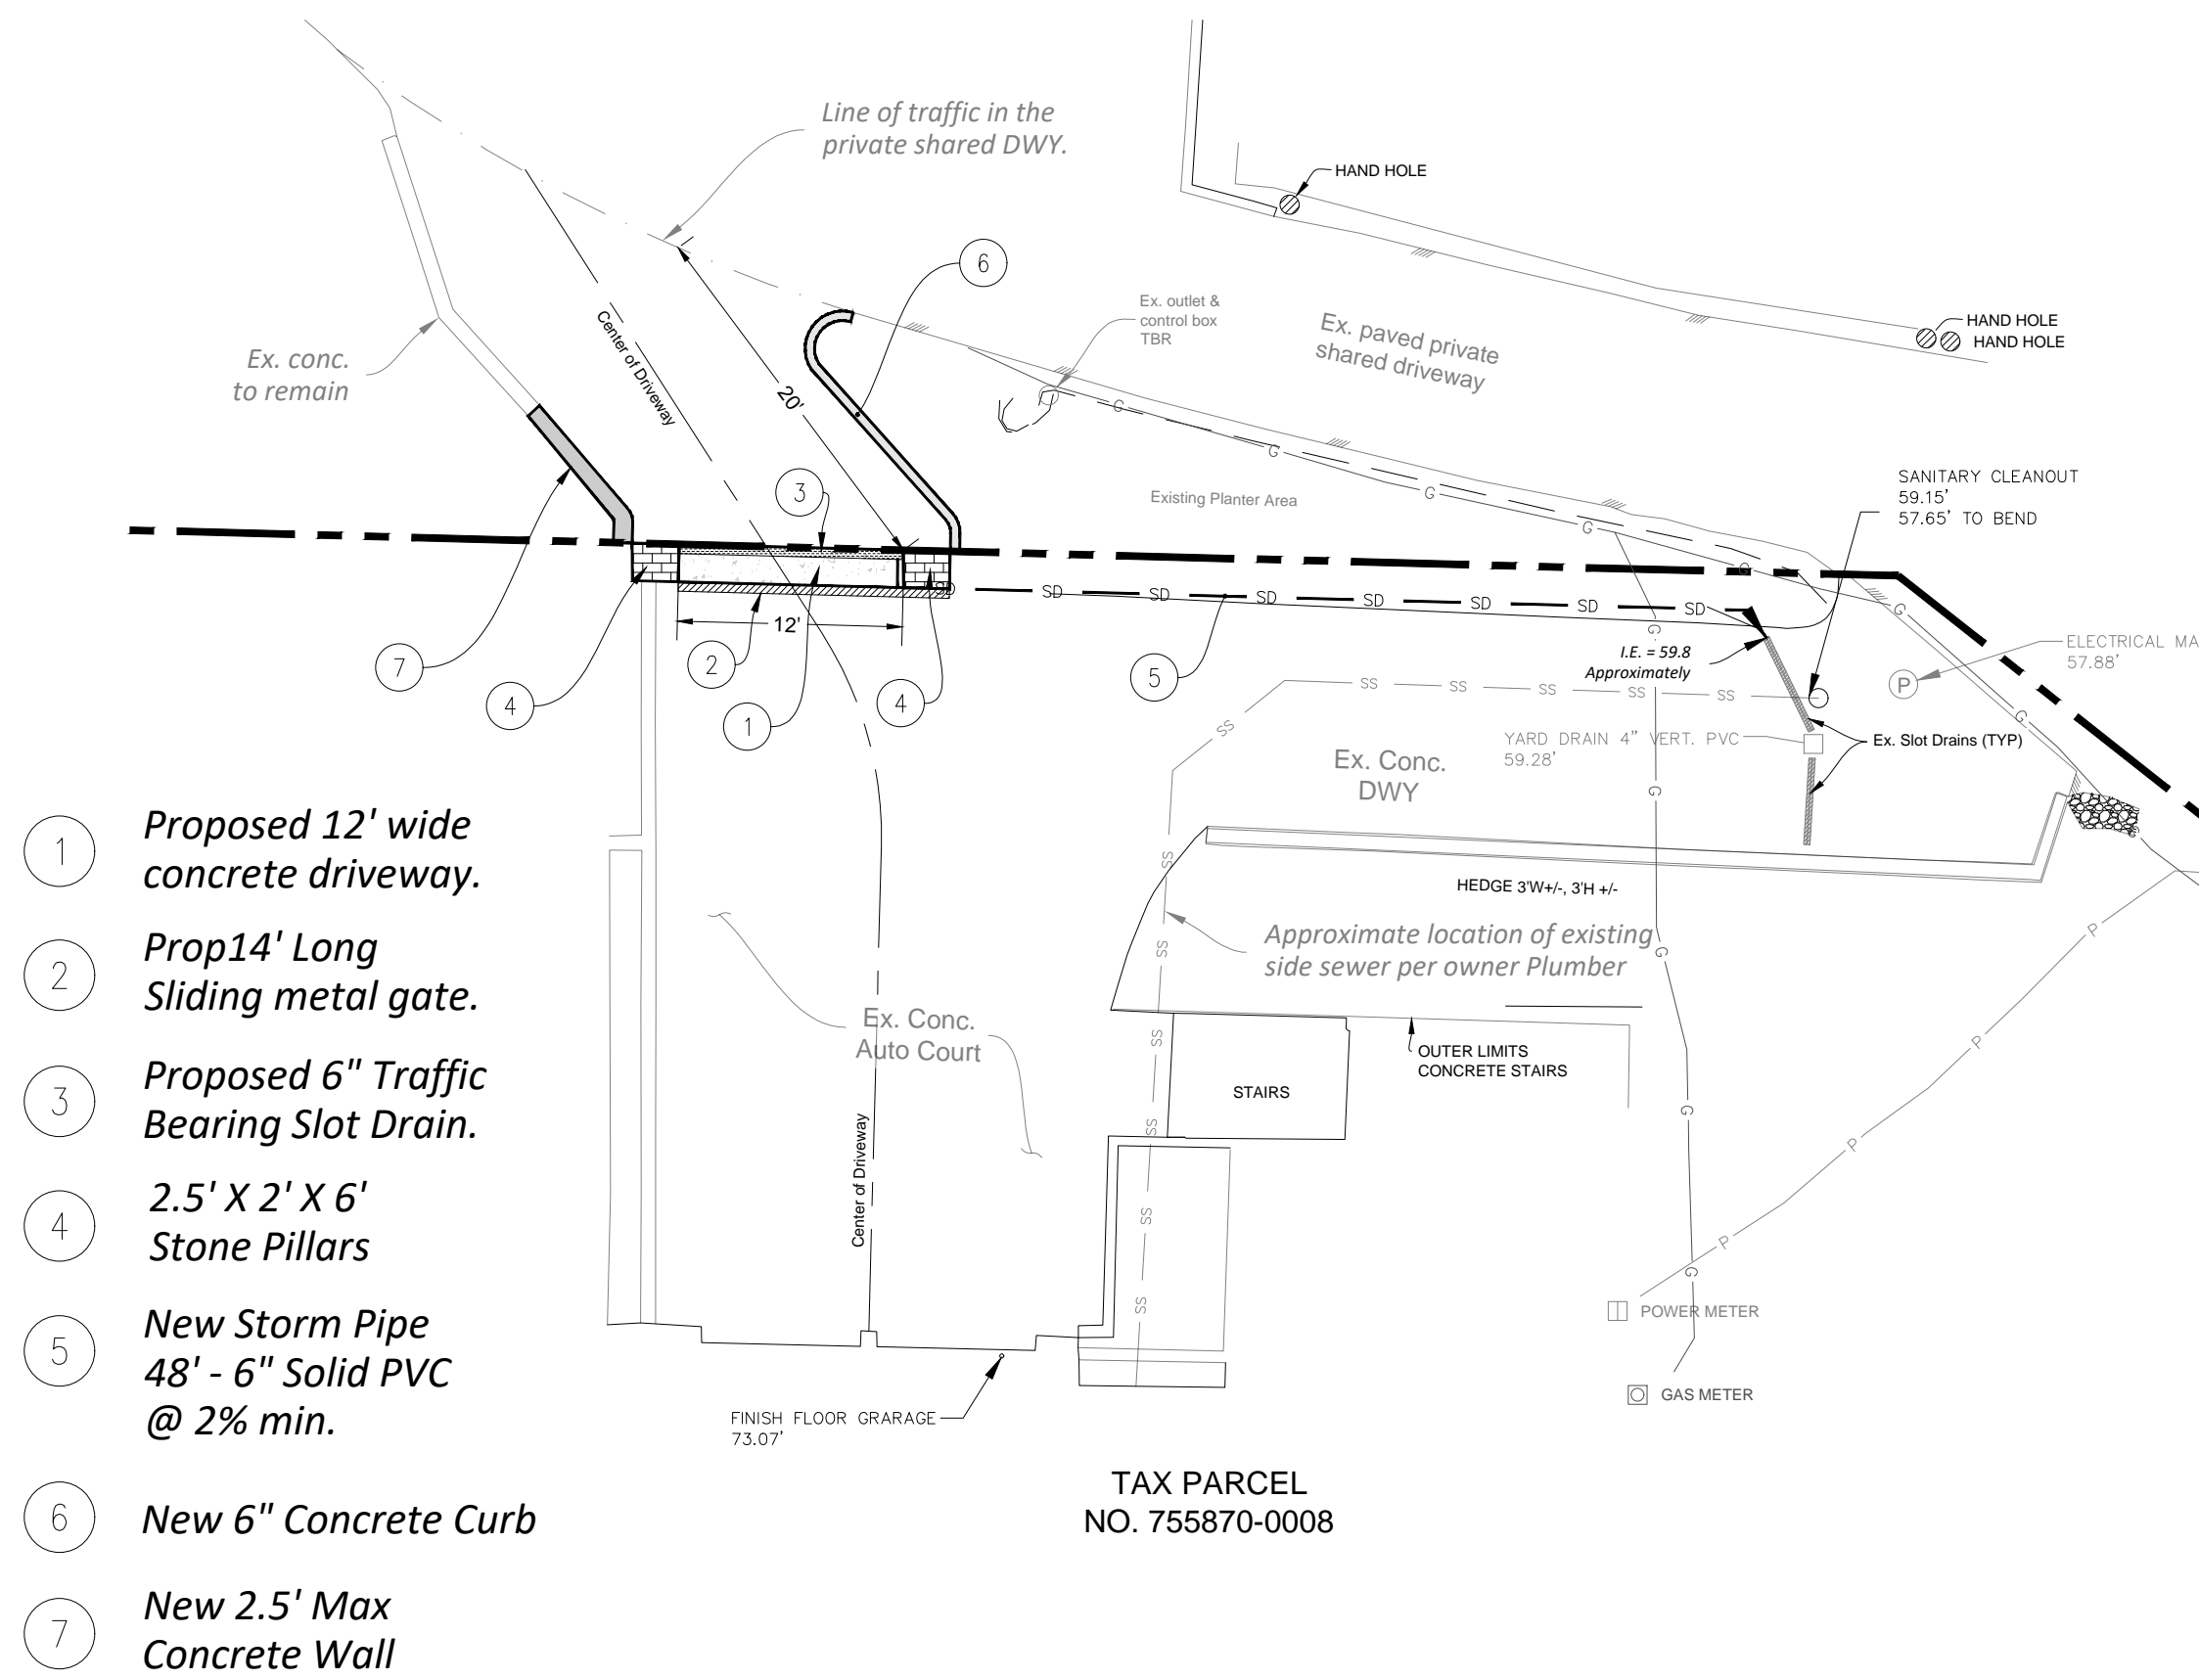 Line of traffic in the
private shared DWY.
HAND HOLE
6
Ex. outlet &
control box
TBR
Ex. paved private
shared driveway
HAND HOLE
HAND HOLE
Center of Driveway
Ex. conc.
to remain
20'
G
G
G
G
G
G
3
Existing Planter Area
SANITARY CLEANOUT
59.15'
57.65' TO BEND
SD
SD
SD
SD
SD
SD
SD
SD
12'
7
4
2
1
4
5
I.E. = 59.8
Approximately
G
SS
SS
SS
SS
SS
P
ELECTRICAL MA
57.88'
G
SS
YARD DRAIN 4" VERT. PVC
59.28'
Ex. Slot Drains (TYP)
Ex. Conc.
DWY
G
1
Proposed 12' wide
concrete driveway.
SS
HEDGE 3'W+/-, 3'H +/-
2
Prop14' Long
Sliding metal gate.
SS
Approximate location of existing
side sewer per owner Plumber
G
P
Ex. Conc.
Auto Court
SS
OUTER LIMITS
CONCRETE STAIRS
P
3
Proposed 6" Traffic
Bearing Slot Drain.
STAIRS
G
SS
P
Center of Driveway
4
2.5' X 2' X 6'
Stone Pillars
SS
P
G
SS
POWER METER
5
New Storm Pipe
48' - 6" Solid PVC
@ 2% min.
GAS METER
FINISH FLOOR GRARAGE
73.07'
TAX PARCEL
NO. 755870-0008
6
New 6" Concrete Curb
7
New 2.5' Max
Concrete Wall